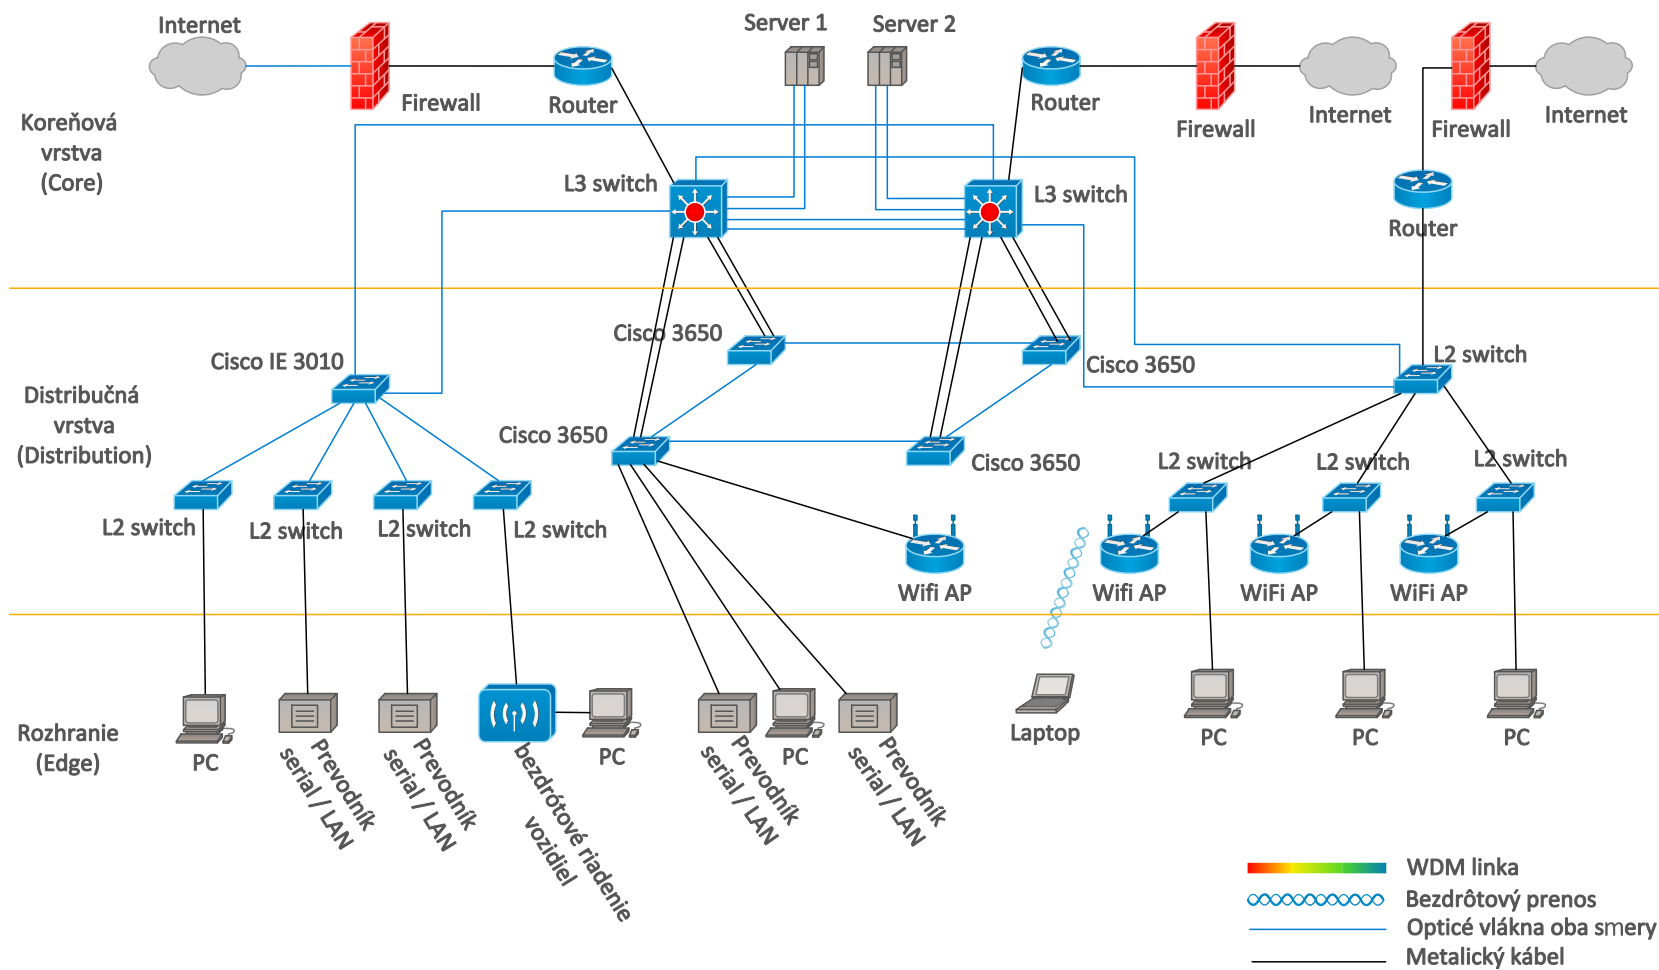 Internet
Server 1
Server 2
Firewall
Router
Router
Firewall
Internet
Firewall
Internet
Koreňová
vrstva
(Core)
L3 switch
L3 switch
Router
Cisco 3650
Cisco IE 3010
Cisco 3650
L2 switch
Distribučná
vrstva
(Distribution)
Cisco 3650
Cisco 3650
L2 switch
L2 switch
L2 switch
L2 switch
L2 switch
L2 switch
L2 switch
Wifi AP
Wifi AP
WiFi AP
WiFi AP
Rozhranie
(Edge)
PC
Prevodník
serial / LAN
Prevodník
serial / LAN
bezdrótové riadenie
vozidiel
PC
Prevodník
serial / LAN
PC
Prevodník
serial / LAN
Laptop
PC
PC
PC
WDM linka
Bezdrôtový prenos
Opticé vlákna oba smery
Metalický kábel